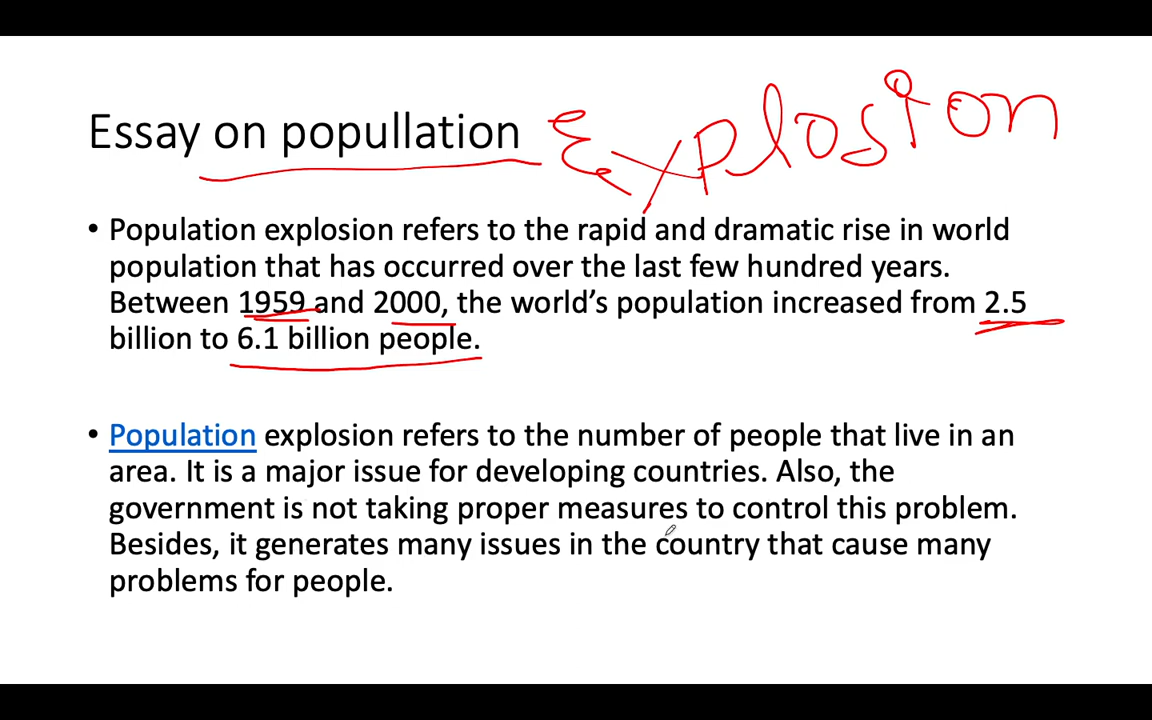 Essay on popullation Explosion
• Population explosion refers to the rapid and dramatic rise in world
population that has occurred over the last few hundred years.
Between 1959 and 2000, the world’s population increased from 2.5
billion to 6.1 billion people.
• Population explosion refers to the number of people that live in an
area. It is a major issue for developing countries. Also, the
government is not taking proper measures to control this problem.
Besides, it generates many issues in the country that cause many
problems for people.